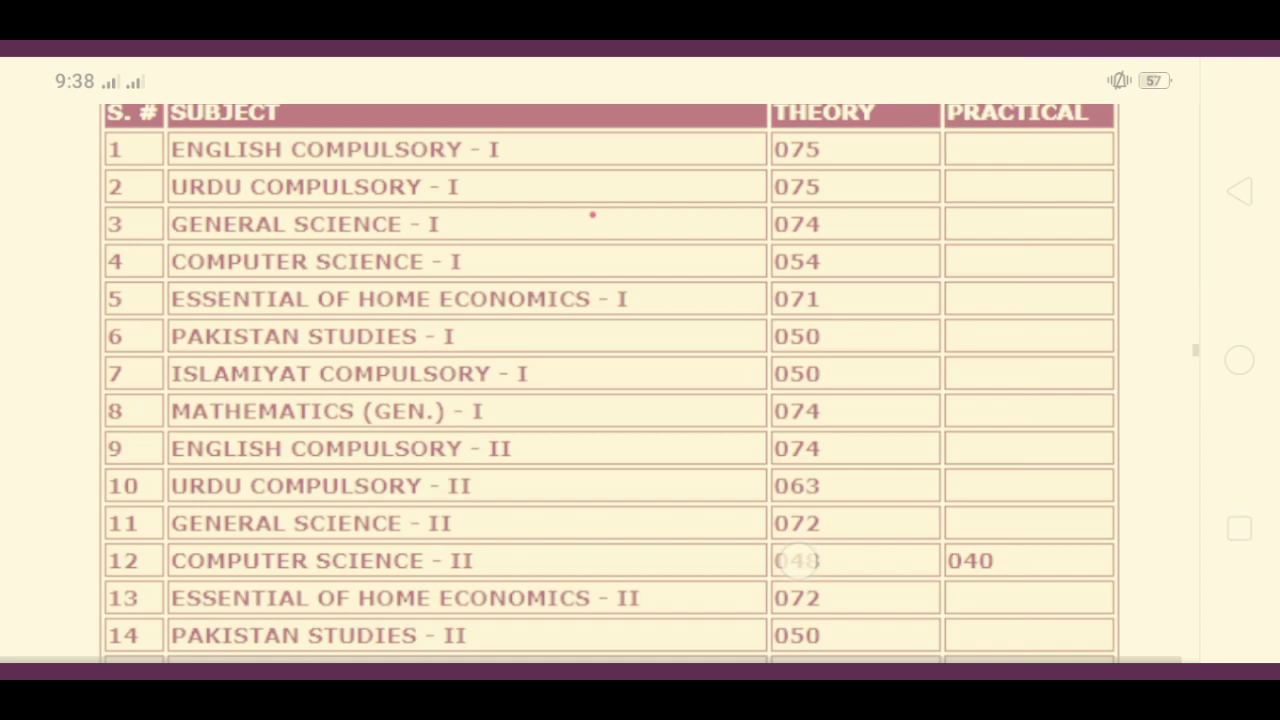 9:38
57
S. # SUBJECT THEORY PRACTICAL
1 ENGLISH COMPULSORY - I 075
2 URDU COMPULSORY - I 075
3 GENERAL SCIENCE - I 074
4 COMPUTER SCIENCE - I 054
5 ESSENTIAL OF HOME ECONOMICS - I 071
6 PAKISTAN STUDIES - I 050
7 ISLAMIYAT COMPULSORY - I 050
8 MATHEMATICS (GEN.) - I 074
9 ENGLISH COMPULSORY - II 074
10 URDU COMPULSORY - II 063
11 GENERAL SCIENCE - II 072
12 COMPUTER SCIENCE - II 048 040
13 ESSENTIAL OF HOME ECONOMICS - II 072
14 PAKISTAN STUDIES - II 050